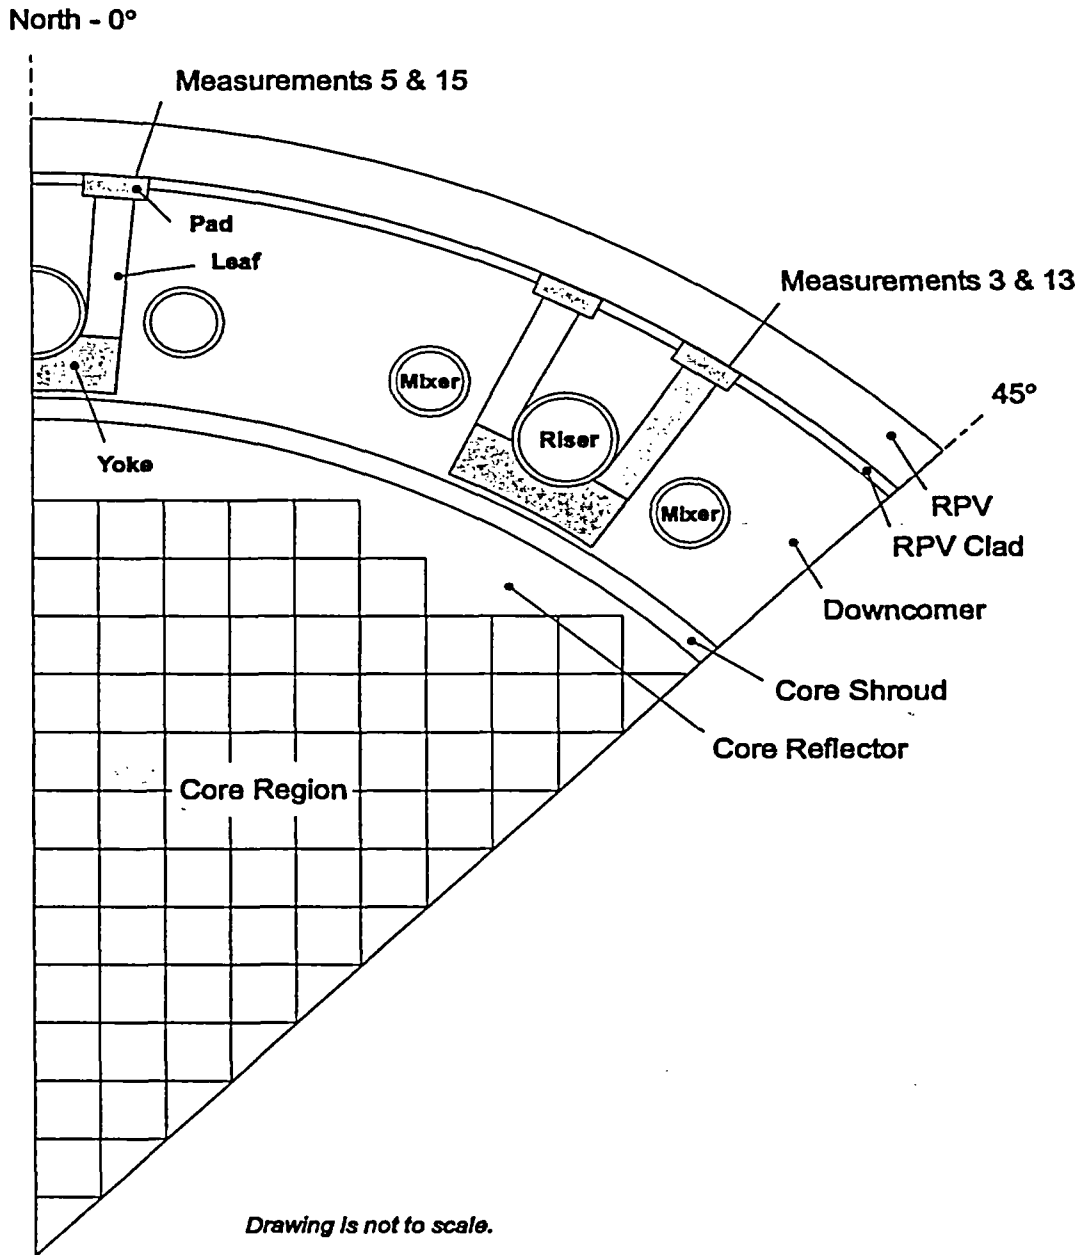 North - 0°
Measurements 5 & 15
Pad
Leaf
Measurements 3 & 13
Mixer
45°
Riser
Yoke
Mixer
RPV
RPV Clad
Downcomer
Core Shroud
Core Reflector
Core Region
Drawing is not to scale.